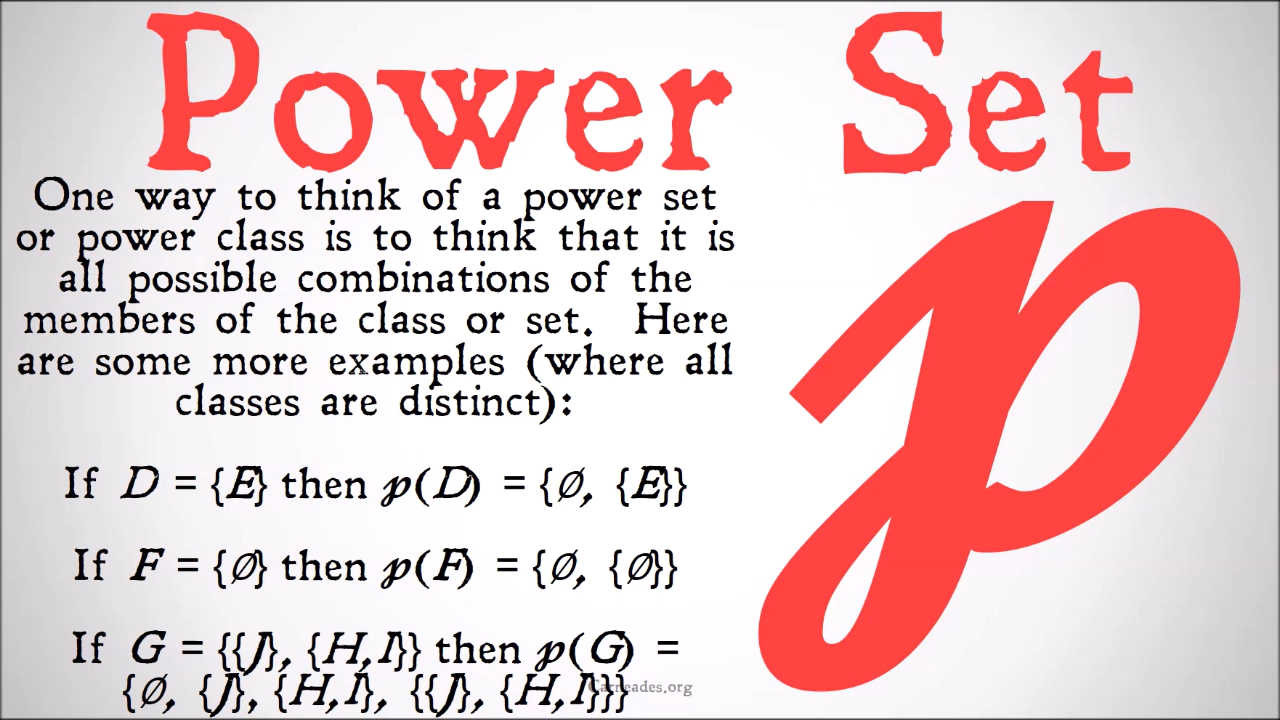 Power Set
One way to think of a power set
or power class is to think that it is
all possible combinations of the
members of the class or set. Here
are some more examples (where all
classes are distinct):
If D = {E} then 𝓅(D) = {∅, {E}}
If F = {∅} then 𝓅(F) = {∅, {∅}}
If G = {{J}, {H,I}} then 𝓅(G) =
{∅, {J}, {H,I}, {{J}, {H,I}}}
Carneades.org
𝓅